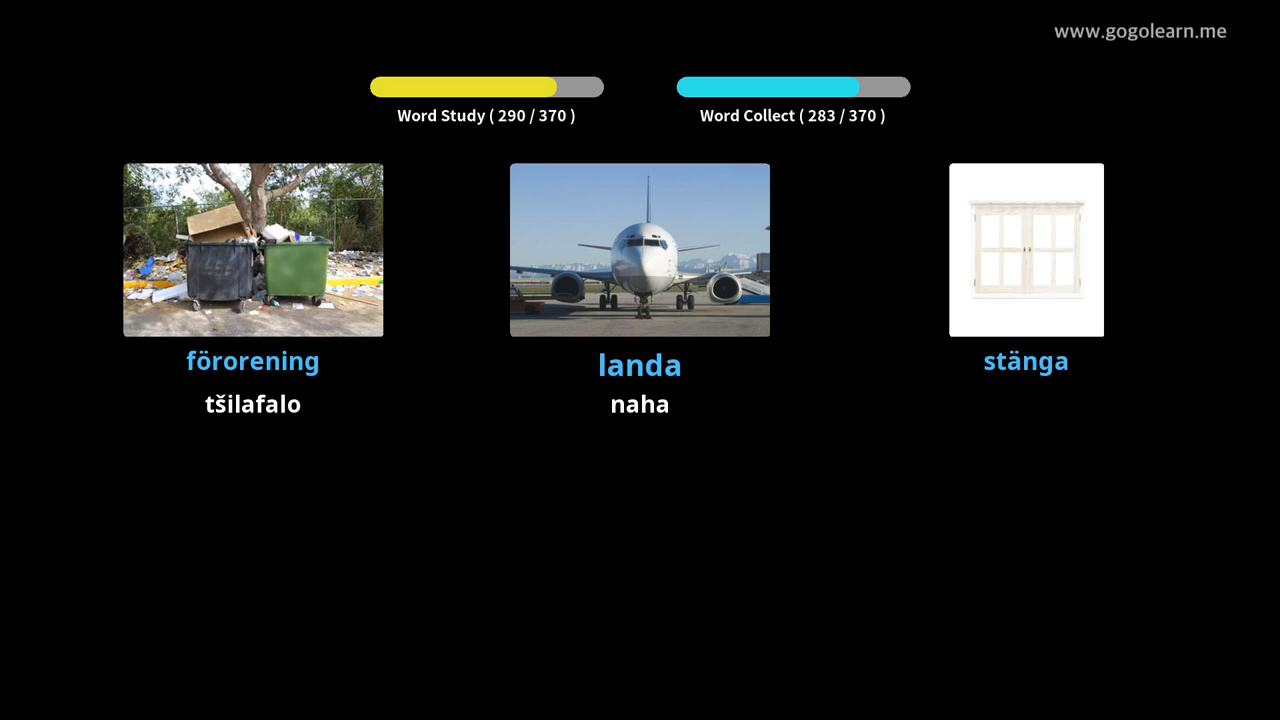 www.gogolearn.me
Word Study ( 290 / 370 )
Word Collect ( 283 / 370 )
förorening
landa
stänga
tšilafalo
naha